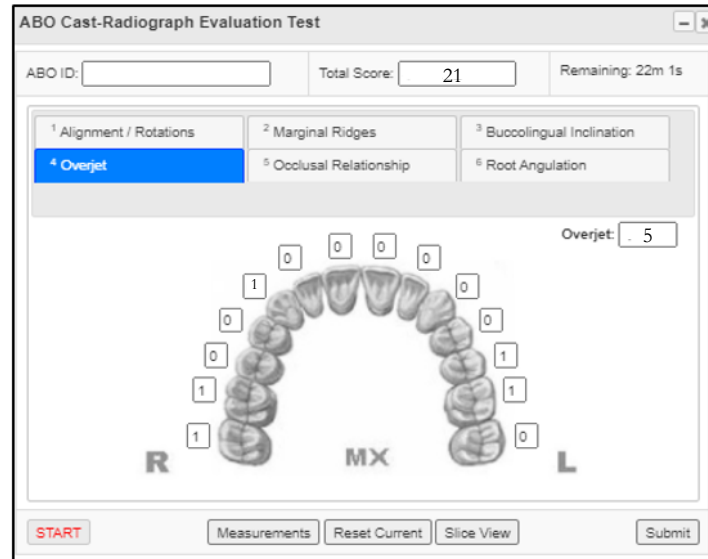 ABO Cast-Radiograph Evaluation Test
ABO ID:
Total Score: 21
Remaining: 22m 1s
1 Alignment / Rotations
2 Marginal Ridges
3 Buccolingual Inclination
4 Overjet
5 Occlusal Relationship
6 Root Angulation
Overjet: . 5
0 0 0 0
1 0
0 0
0 1
1 1
1 0
R MX L
START
Measurements
Reset Current
Slice View
Submit